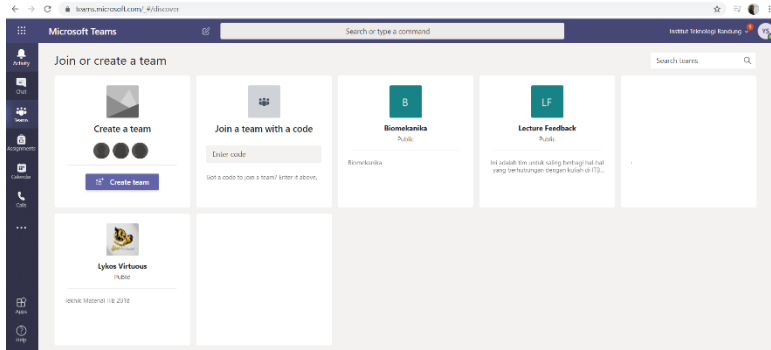 teams.microsoft.com/_#/discover
Microsoft Teams
Search or type a command
Institut Teknologi Bandung
YS
Activity
Chat
Teams
Assignments
Calendar
Calls
Apps
Help
Join or create a team
Search teams
Create a team
Create team
Join a team with a code
Enter code
Got a code to join a team? Enter it above.
B
Biomekanika
Public
Biomekanika
LF
Lecture Feedback
Public
Ini adalah tim untuk saling berbagi hal-hal
yang berhubungan dengan kuliah di ITB...
Lykos Virtuous
Public
Teknik Material ITB 2018